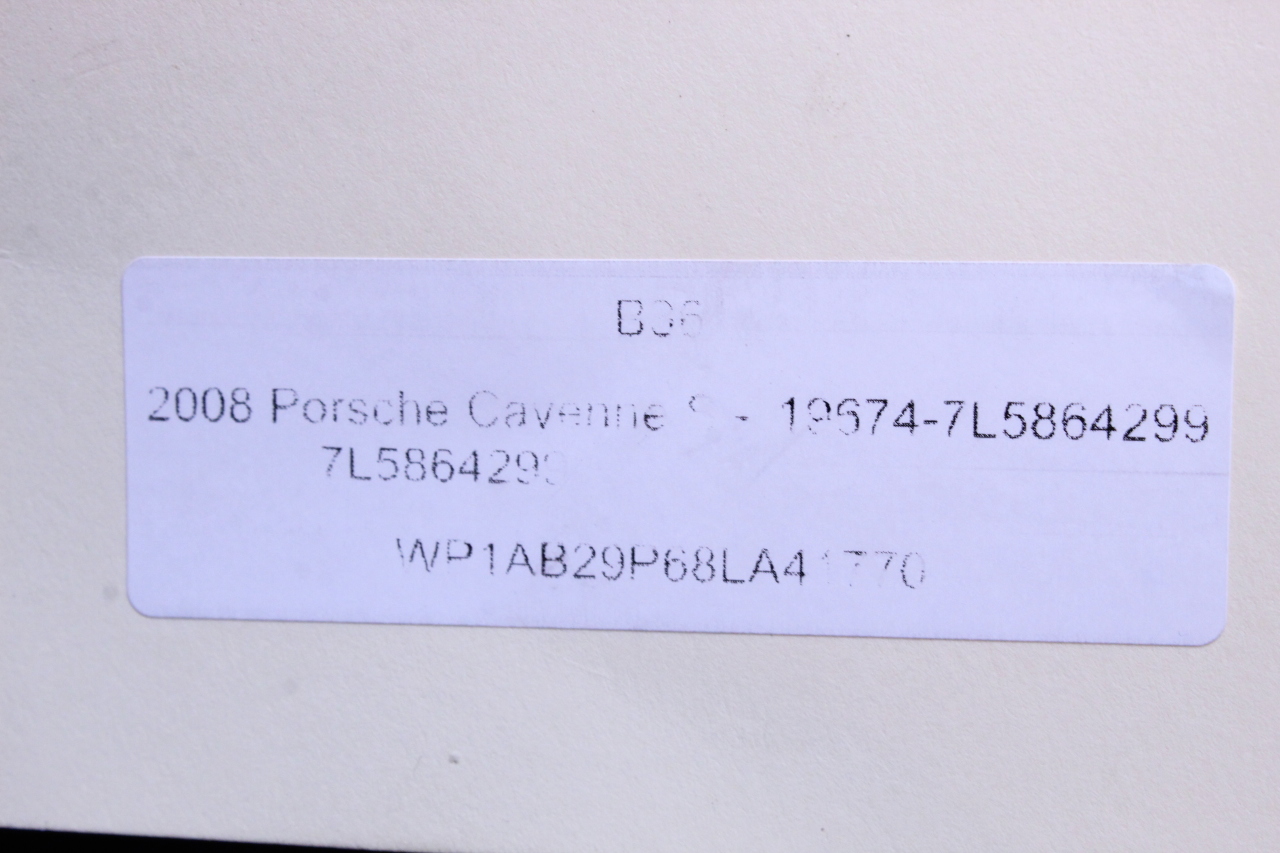 B36
2008 Porsche Cayenne S - 19674-7L5864299
7L5864299
WP1AB29P68LA41770